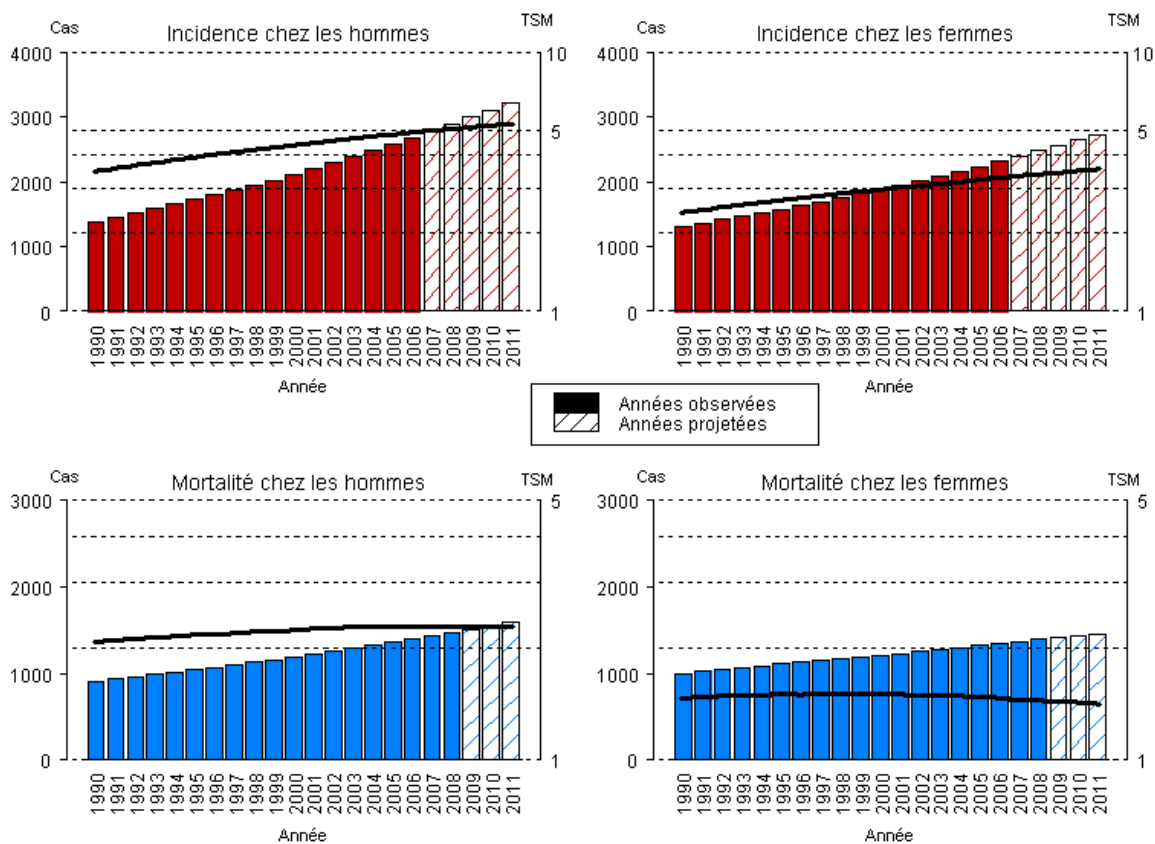 Cas Incidence chez les hommes TSM
4000 10
3000 5
2000
1000
0 1
1990 1991 1992 1993 1994 1995 1996 1997 1998 1999 2000 2001 2002 2003 2004 2005 2006 2007 2008 2009 2010 2011
Année
Cas Incidence chez les femmes TSM
4000 10
3000 5
2000
1000
0 1
1990 1991 1992 1993 1994 1995 1996 1997 1998 1999 2000 2001 2002 2003 2004 2005 2006 2007 2008 2009 2010 2011
Année
Années observées
Années projetées
Cas Mortalité chez les hommes TSM
3000 5
2000
1000
0 1
1990 1991 1992 1993 1994 1995 1996 1997 1998 1999 2000 2001 2002 2003 2004 2005 2006 2007 2008 2009 2010 2011
Année
Cas Mortalité chez les femmes TSM
3000 5
2000
1000
0 1
1990 1991 1992 1993 1994 1995 1996 1997 1998 1999 2000 2001 2002 2003 2004 2005 2006 2007 2008 2009 2010 2011
Année